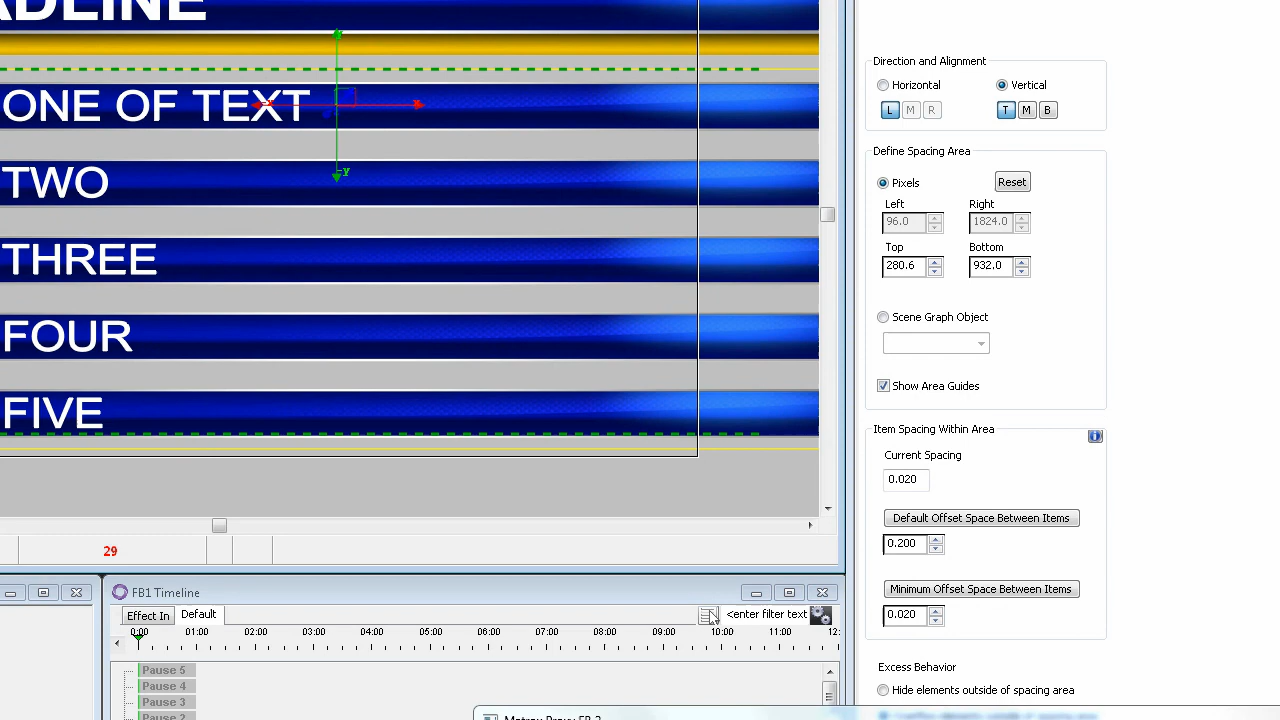 ADLINE
ONE OF TEXT
x
-y
TWO
THREE
FOUR
FIVE
29
Direction and Alignment
Horizontal
Vertical
L M R
T M B
Define Spacing Area
Pixels
Reset
Left
Right
96.0
1824.0
Top
Bottom
280.6
932.0
Scene Graph Object
Show Area Guides
Item Spacing Within Area
Current Spacing
0.020
Default Offset Space Between Items
0.200
Minimum Offset Space Between Items
0.020
Excess Behavior
Hide elements outside of spacing area
FB1 Timeline
Effect In
Default
<enter filter text
0:00 01:00 02:00 03:00 04:00 05:00 06:00 07:00 08:00 09:00 10:00 11:00 12:
Pause 5
Pause 4
Pause 3
Pause 2